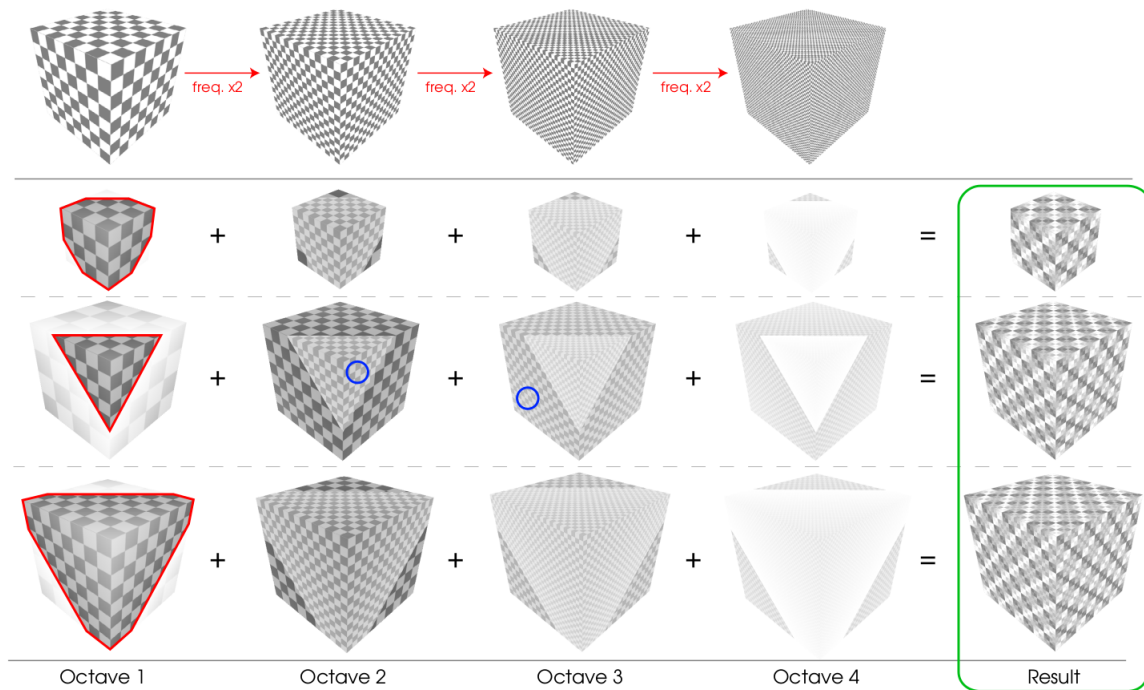 freq. x2 freq. x2 freq. x2
+ + + =
+ + + =
+ + + =
Octave 1 Octave 2 Octave 3 Octave 4 Result